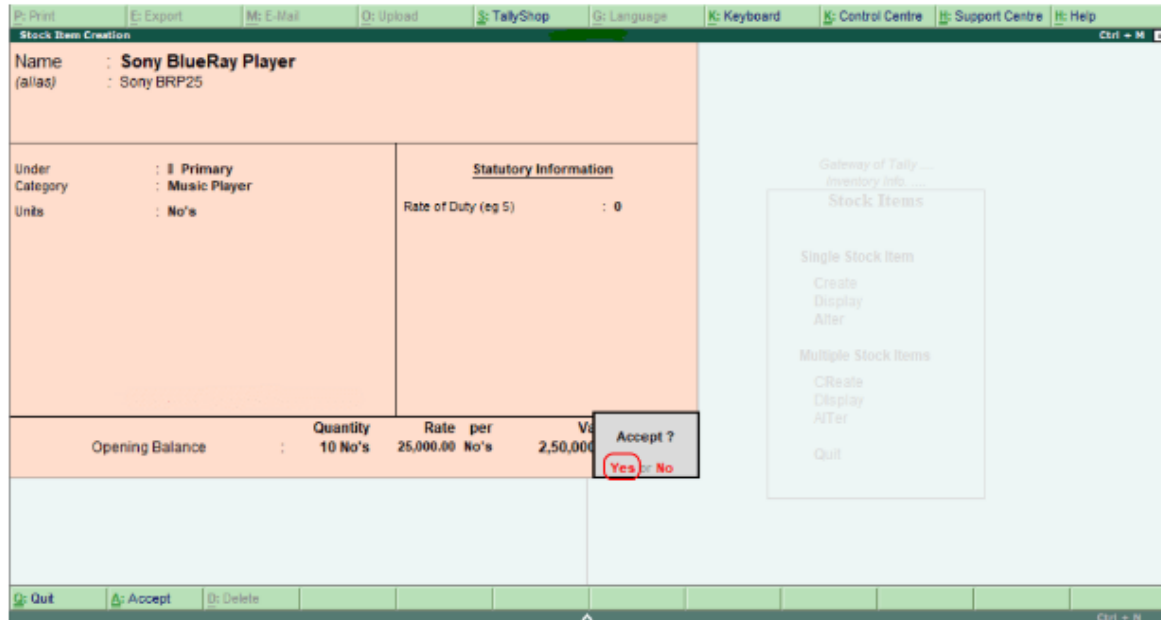 P: Print E: Export M: E-Mail O: Upload S: TallyShop G: Language K: Keyboard K: Control Centre H: Support Centre H: Help
Stock Item Creation Ctrl + M
Name : Sony BlueRay Player
(alias) : Sony BRP25
Under : Primary
Category : Music Player
Units : No's
Statutory Information
Rate of Duty (eg 5) : 0
Quantity Rate per Va
Opening Balance : 10 No's 25,000.00 No's 2,50,000
Accept ?
Yes or No
Gateway of Tally ....
Inventory Info. ....
Stock Items
Single Stock Item
Create
Display
Alter
Multiple Stock Items
CReate
DIsplay
AlTer
Quit
Q: Quit A: Accept D: Delete
Ctrl + N